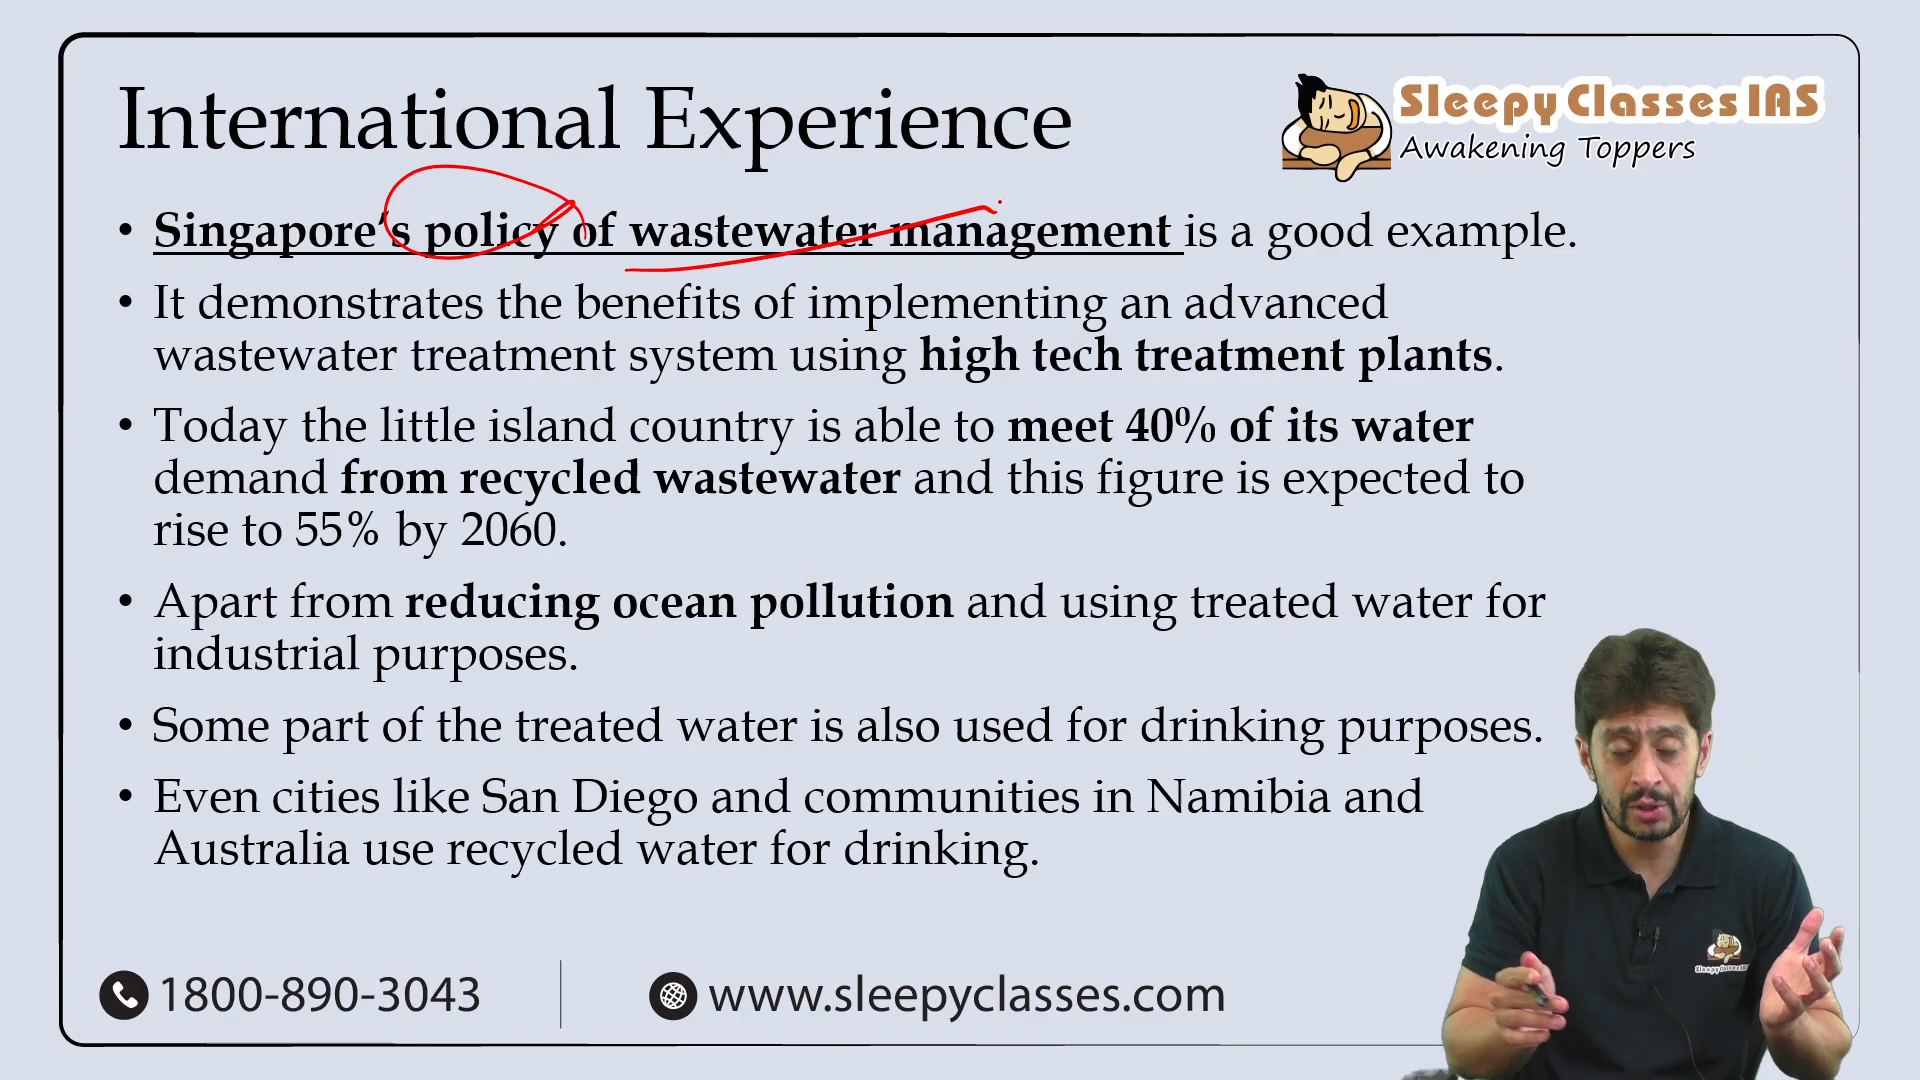 International Experience
Sleepy Classes IAS
Awakening Toppers
• Singapore's policy of wastewater management is a good example.
• It demonstrates the benefits of implementing an advanced
wastewater treatment system using high tech treatment plants.
• Today the little island country is able to meet 40% of its water
demand from recycled wastewater and this figure is expected to
rise to 55% by 2060.
• Apart from reducing ocean pollution and using treated water for
industrial purposes.
• Some part of the treated water is also used for drinking purposes.
• Even cities like San Diego and communities in Namibia and
Australia use recycled water for drinking.
1800-890-3043
www.sleepyclasses.com